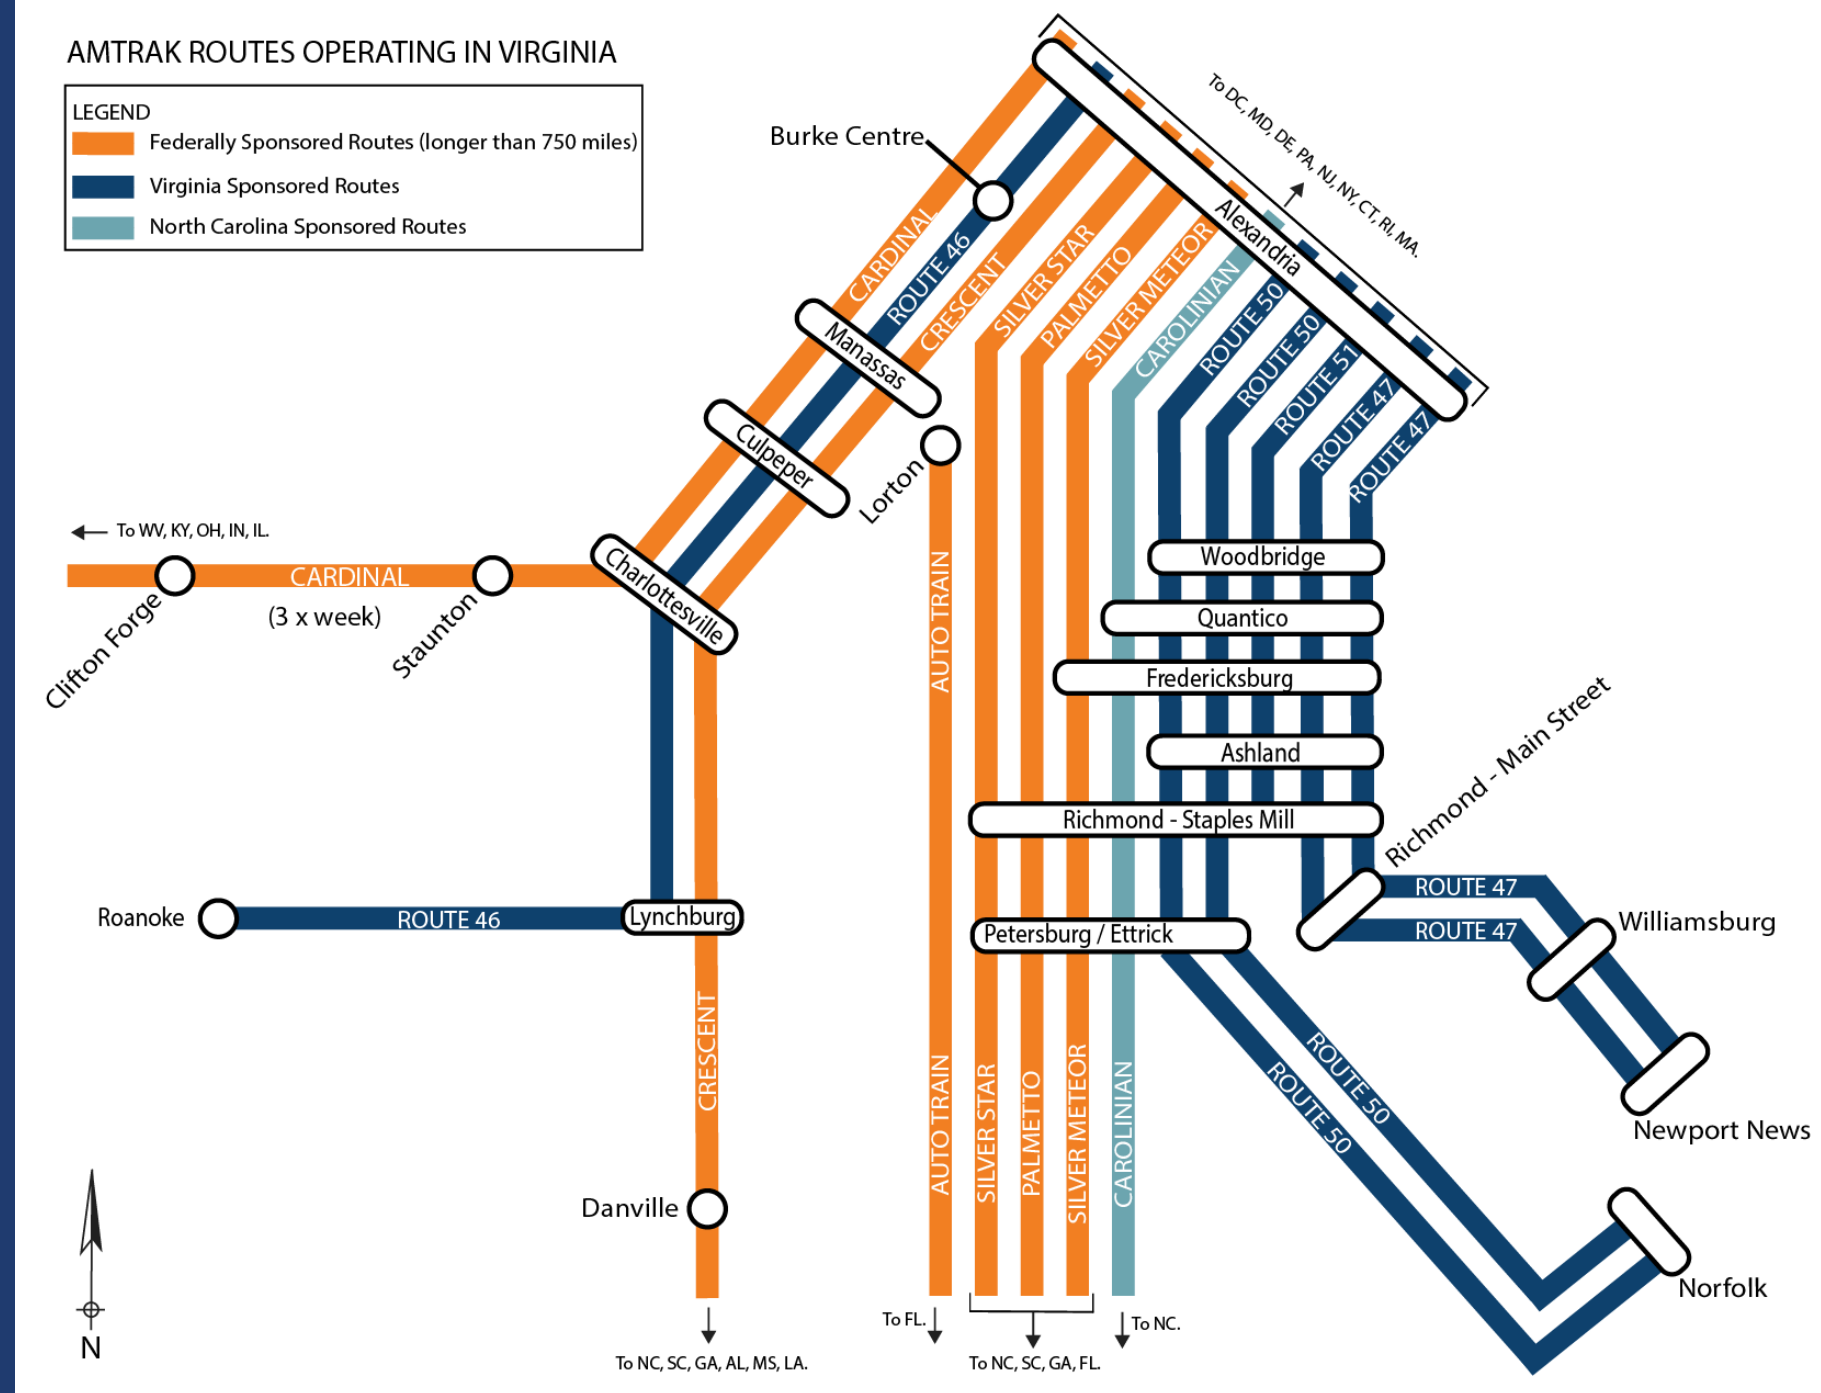 AMTRAK ROUTES OPERATING IN VIRGINIA
LEGEND
Federally Sponsored Routes (longer than 750 miles)
Virginia Sponsored Routes
North Carolina Sponsored Routes
To DC, MD, DE, PA, NJ, NY, CT, RI, MA.
Burke Centre
Alexandria
CARDINAL
ROUTE 46
CRESCENT
SILVER STAR
PALMETTO
SILVER METEOR
CAROLINIAN
ROUTE 50
ROUTE 50
ROUTE 51
ROUTE 47
ROUTE 47
Manassas
Culpeper
Lorton
To WV, KY, OH, IN, IL.
CARDINAL
(3 x week)
Clifton Forge
Staunton
Charlottesville
AUTO TRAIN
Woodbridge
Quantico
Fredericksburg
Ashland
Richmond - Staples Mill
Richmond - Main Street
ROUTE 47
ROUTE 47
Williamsburg
Newport News
Roanoke
ROUTE 46
Lynchburg
Petersburg / Ettrick
CRESCENT
AUTO TRAIN
SILVER STAR
PALMETTO
SILVER METEOR
CAROLINIAN
ROUTE 50
ROUTE 50
Danville
Norfolk
N
To FL.
To NC.
To NC, SC, GA, AL, MS, LA.
To NC, SC, GA, FL.